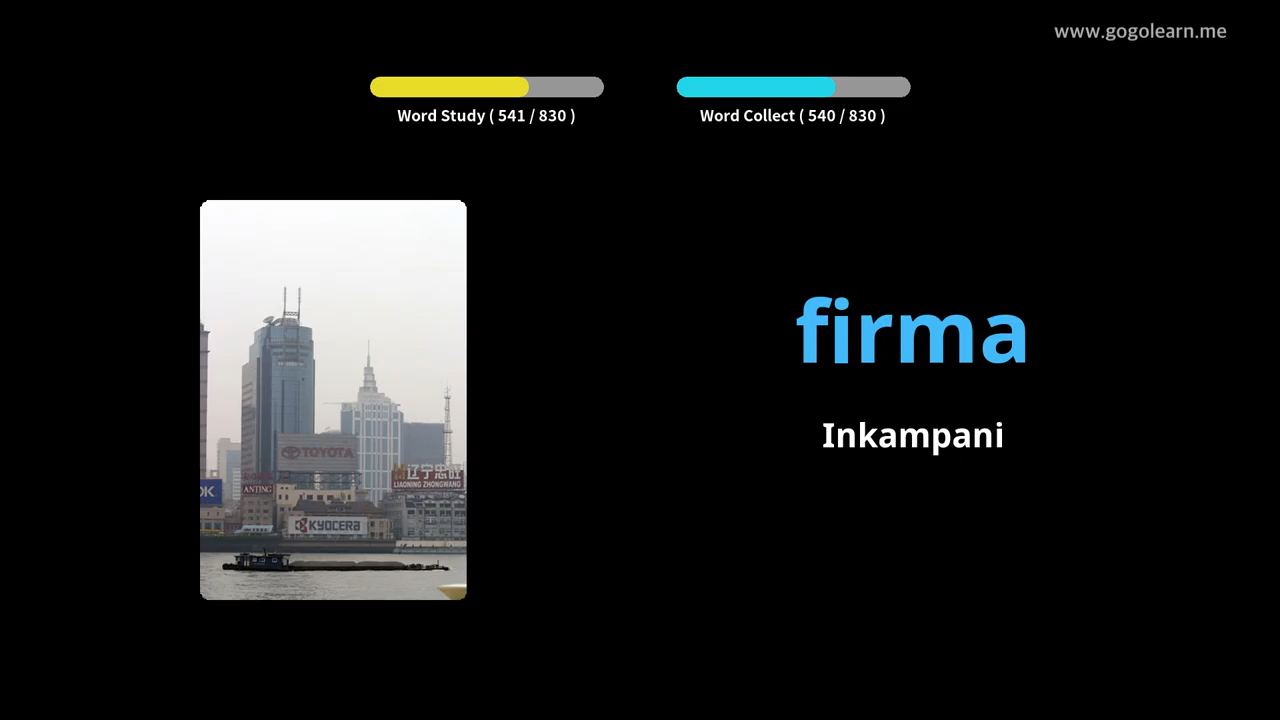 www.gogolearn.me
Word Study ( 541 / 830 )
Word Collect ( 540 / 830 )
firma
Inkampani
TOYOTA
辽宁忠旺
LIAONING ZHONGWANG
ANTING
KYOCERA